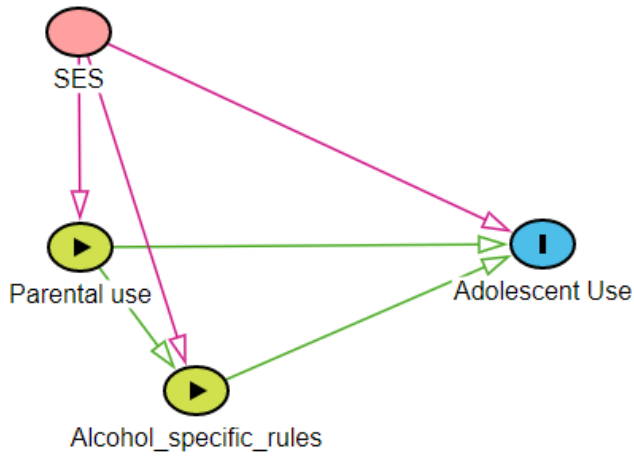 SES
Parental use
Adolescent Use
Alcohol_specific_rules